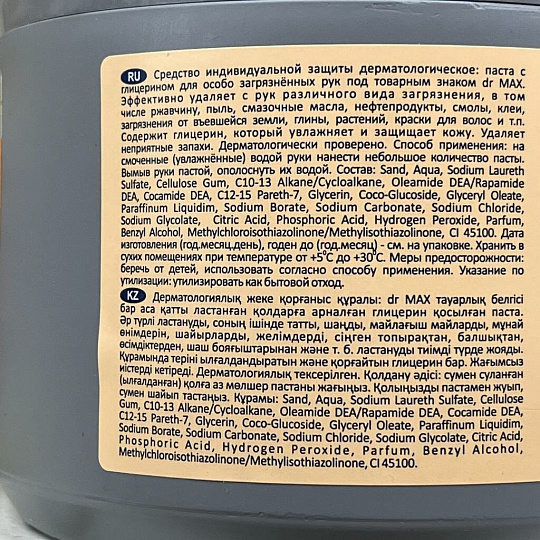 RU Средство индивидуальной защиты дерматологическое: паста с
глицерином для особо загрязнённых рук под товарным знаком dr MAX.
Эффективно удаляет с рук различного вида загрязнения, в том
числе ржавчину, пыль, смазочные масла, нефтепродукты, смолы, клеи,
загрязнения от въевшейся земли, глины, растений, краски для волос и т.п.
Содержит глицерин, который увлажняет и защищает кожу. Удаляет
неприятные запахи. Дерматологически проверено. Способ применения: на
смоченные (увлажнённые) водой руки нанести небольшое количество пасты.
Вымыв руки пастой, ополоснуть их водой. Состав: Sand, Aqua, Sodium Laureth
Sulfate, Cellulose Gum, C10-13 Alkane/Cycloalkane, Oleamide DEA/Rapamide
DEA, Cocamide DEA, C12-15 Pareth-7, Glycerin, Coco-Glucoside, Glyceryl Oleate,
Paraffinum Liquidim, Sodium Borate, Sodium Carbonate, Sodium Chloride,
Sodium Glycolate, Citric Acid, Phosphoric Acid, Hydrogen Peroxide, Parfum,
Benzyl Alcohol, Methylchloroisothiazolinone/Methylisothiazolinone, CI 45100. Дата
изготовления (год.месяц.день), годен до (год.месяц) - см. на упаковке. Хранить в
сухих помещениях при температуре от +5°C до +30°C. Меры предосторожности:
беречь от детей, использовать согласно способу применения. Указание по
утилизации: утилизировать как бытовой отход.
KZ Дерматологиялық жеке қорғаныс құралы: dr MAX тауарлық белгісі
бар аса қатты ластанған қолдарға арналған глицерин қосылған паста.
Әр түрлі ластануды, соның ішінде татты, шаңды, майлағыш майларды, мұнай
өнімдерін, шайырларды, желімдерді, сіңген топырақтан, балшықтан,
өсімдіктерден, шаш бояғыштарынан және т. б. ластануды тиімді түрде жояды.
Құрамында теріні ылғалдандыратын және қорғайтын глицерин бар. Жағымсыз
иістерді кетіреді. Дерматологиялық тексерілген. Қолдану әдісі: сумен суланған
(ылғалданған) қолға аз мөлшер пастаны жағыңыз. Қолыңызды пастамен жуып,
сумен шайып тастаңыз. Құрамы: Sand, Aqua, Sodium Laureth Sulfate, Cellulose
Gum, C10-13 Alkane/Cycloalkane, Oleamide DEA/Rapamide DEA, Cocamide DEA,
C12-15 Pareth-7, Glycerin, Coco-Glucoside, Glyceryl Oleate, Paraffinum Liquidim,
Sodium Borate, Sodium Carbonate, Sodium Chloride, Sodium Glycolate, Citric Acid,
Phosphoric Acid, Hydrogen Peroxide, Parfum, Benzyl Alcohol,
Methylchloroisothiazolinone/Methylisothiazolinone, CI 45100.